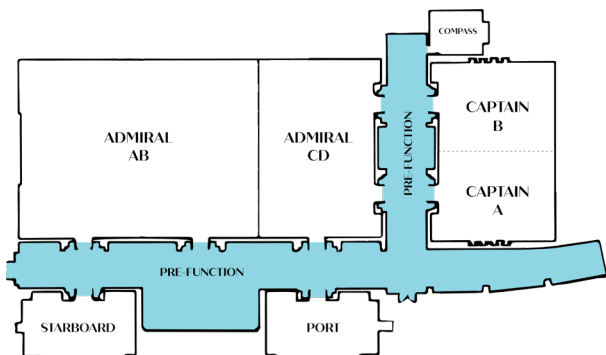 COMPASS
ADMIRAL
AB
ADMIRAL
CD
PRE-FUNCTION
CAPTAIN
B
CAPTAIN
A
PRE-FUNCTION
STARBOARD
PORT